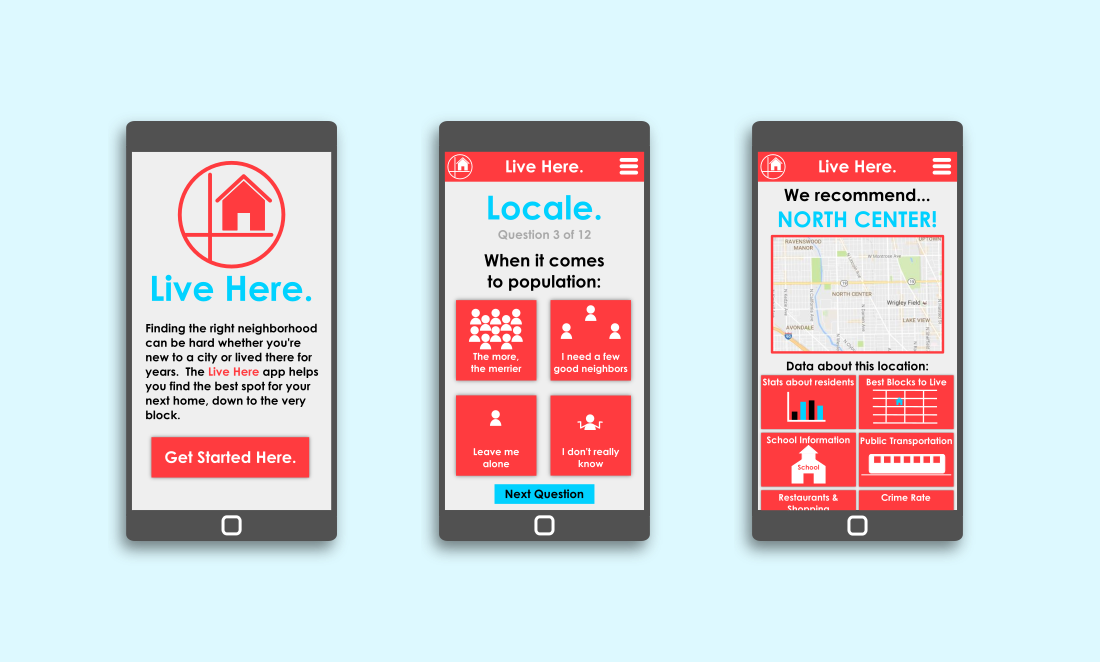 Live Here.
Finding the right neighborhood
can be hard whether you're
new to a city or lived there for
years. The Live Here app helps
you find the best spot for your
next home, down to the very
block.
Get Started Here.
Live Here.
Locale.
Question 3 of 12
When it comes
to population:
The more,
the merrier
I need a few
good neighbors
Leave me
alone
I don't really
know
Next Question
Live Here.
We recommend...
NORTH CENTER!
RAVENSWOOD
MANOR
UPTOWN
W Montrose Ave
19
19
NORTH CENTER
Wrigley Field
LAKE VIEW
AVONDALE
Data about this location:
Stats about residents
Best Blocks to Live
School Information
School
Public Transportation
Restaurants &
Shopping
Crime Rate